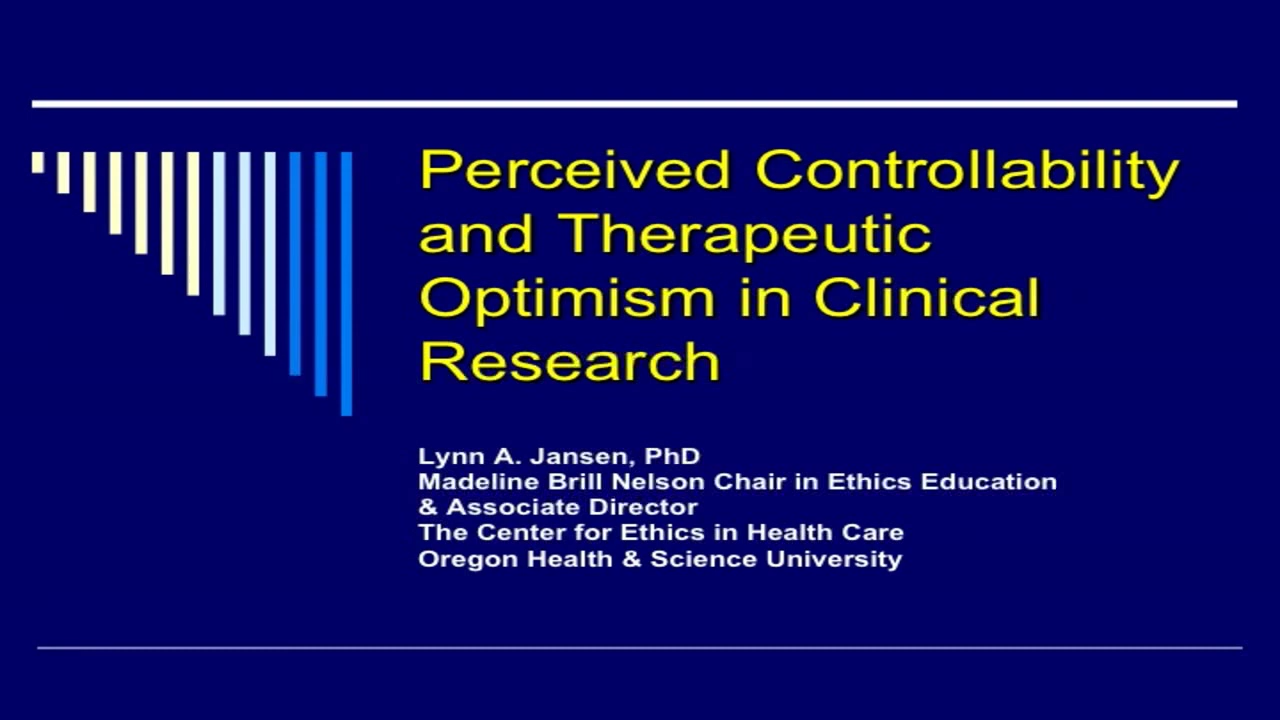 Perceived Controllability
and Therapeutic
Optimism in Clinical
Research
Lynn A. Jansen, PhD
Madeline Brill Nelson Chair in Ethics Education
& Associate Director
The Center for Ethics in Health Care
Oregon Health & Science University